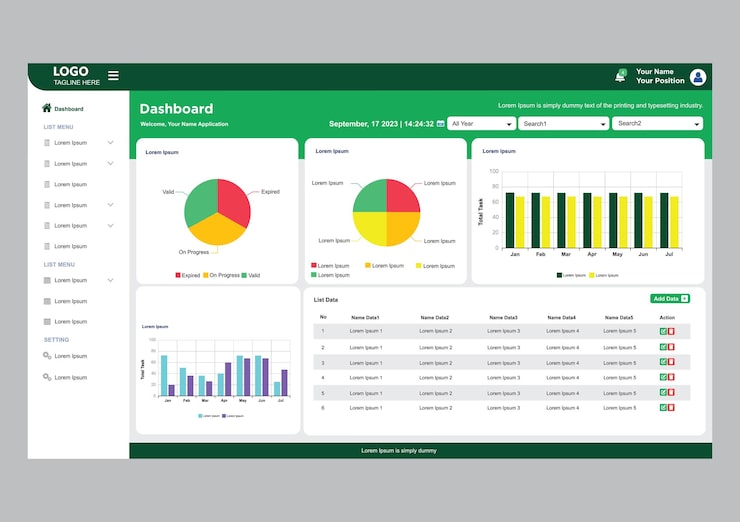 LOGO
TAGLINE HERE
4
Your Name
Your Position
Dashboard
LIST MENU
Lorem Ipsum
Lorem Ipsum
Lorem Ipsum
Lorem Ipsum
Lorem Ipsum
Lorem Ipsum
LIST MENU
Lorem Ipsum
Lorem Ipsum
Lorem Ipsum
SETTING
Lorem Ipsum
Lorem Ipsum
Dashboard
Welcome, Your Name Application
Lorem Ipsum is simply dummy text of the printing and typesetting industry.
September, 17 2023 | 14:24:32 All Year Search1 Search2
Lorem Ipsum
Valid Expired
On Progress
Expired On Progress Valid
Lorem Ipsum
Lorem Ipsum Lorem Ipsum
Lorem Ipsum Lorem Ipsum
Lorem Ipsum Lorem Ipsum Lorem Ipsum
Lorem Ipsum
Lorem Ipsum
Total Task
100
80
60
40
20
0
Jan Feb Mar Apr May Jun Jul
Lorem Ipsum Lorem Ipsum
Lorem Ipsum
Total Task
100
80
60
40
20
0
Jan Feb Mar Apr May Jun Jul
Lorem Ipsum Lorem Ipsum
List Data Add Data
No Name Data1 Name Data2 Name Data3 Name Data4 Name Data5 Action
1 Lorem Ipsum 1 Lorem Ipsum 2 Lorem Ipsum 3 Lorem Ipsum 4 Lorem Ipsum 5
2 Lorem Ipsum 1 Lorem Ipsum 2 Lorem Ipsum 3 Lorem Ipsum 4 Lorem Ipsum 5
3 Lorem Ipsum 1 Lorem Ipsum 2 Lorem Ipsum 3 Lorem Ipsum 4 Lorem Ipsum 5
4 Lorem Ipsum 1 Lorem Ipsum 2 Lorem Ipsum 3 Lorem Ipsum 4 Lorem Ipsum 5
5 Lorem Ipsum 1 Lorem Ipsum 2 Lorem Ipsum 3 Lorem Ipsum 4 Lorem Ipsum 5
6 Lorem Ipsum 1 Lorem Ipsum 2 Lorem Ipsum 3 Lorem Ipsum 4 Lorem Ipsum 5
Lorem Ipsum is simply dummy